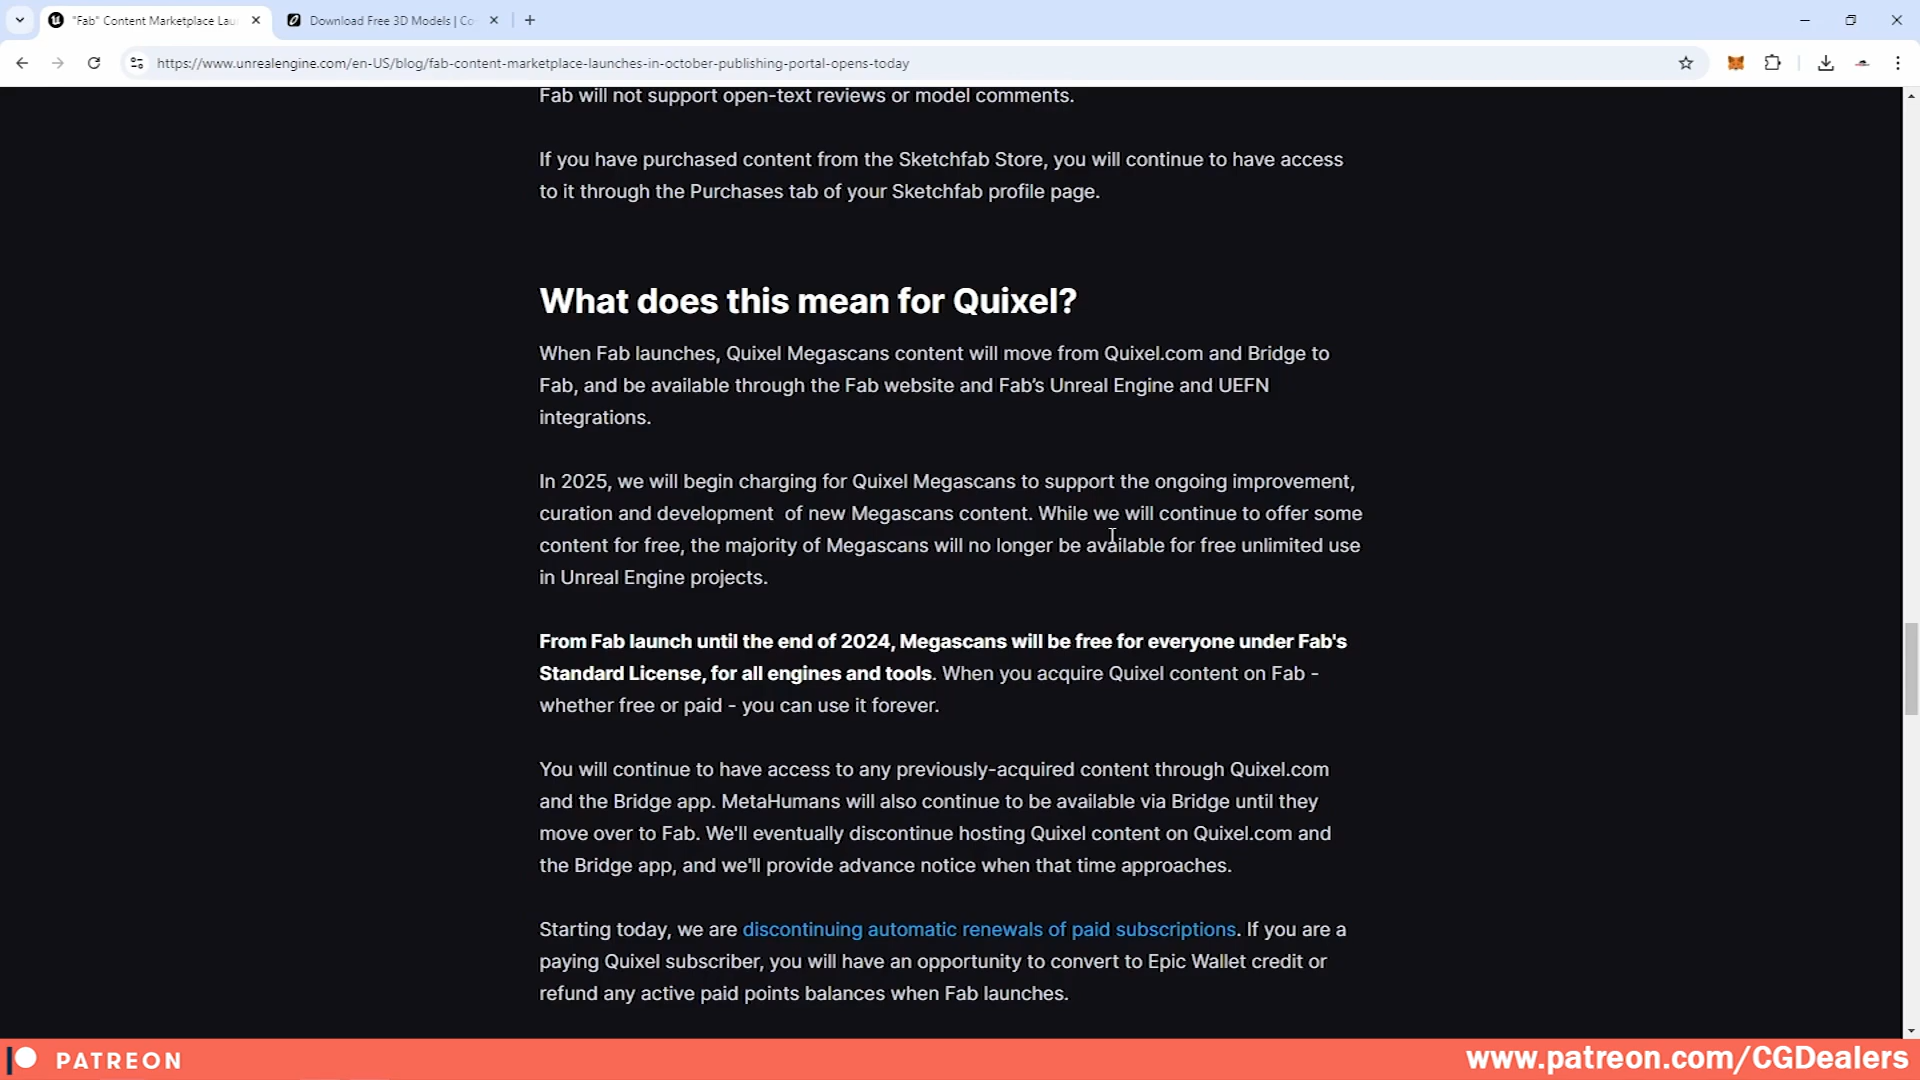 "Fab" Content Marketplace Lau
Download Free 3D Models | Co
https://www.unrealengine.com/en-US/blog/fab-content-marketplace-launches-in-october-publishing-portal-opens-today
Fab will not support open-text reviews or model comments.
If you have purchased content from the Sketchfab Store, you will continue to have access
to it through the Purchases tab of your Sketchfab profile page.
What does this mean for Quixel?
When Fab launches, Quixel Megascans content will move from Quixel.com and Bridge to
Fab, and be available through the Fab website and Fab's Unreal Engine and UEFN
integrations.
In 2025, we will begin charging for Quixel Megascans to support the ongoing improvement,
curation and development of new Megascans content. While we will continue to offer some
content for free, the majority of Megascans will no longer be available for free unlimited use
in Unreal Engine projects.
From Fab launch until the end of 2024, Megascans will be free for everyone under Fab's
Standard License, for all engines and tools. When you acquire Quixel content on Fab -
whether free or paid - you can use it forever.
You will continue to have access to any previously-acquired content through Quixel.com
and the Bridge app. MetaHumans will also continue to be available via Bridge until they
move over to Fab. We'll eventually discontinue hosting Quixel content on Quixel.com and
the Bridge app, and we'll provide advance notice when that time approaches.
Starting today, we are discontinuing automatic renewals of paid subscriptions. If you are a
paying Quixel subscriber, you will have an opportunity to convert to Epic Wallet credit or
refund any active paid points balances when Fab launches.
PATREON
www.patreon.com/CGDealers